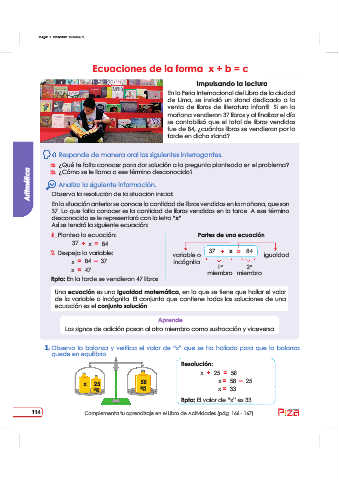 Ecuaciones de la forma x + b = c
Impulsando la lectura
En la Feria Internacional del Libro de la ciudad
de Lima, se instaló un stand dedicado a la
venta de libros de literatura infantil. Si en la
mañana vendieron 37 libros y al finalizar el día
se contabilizó que el total de libros vendidos
fue de 84, ¿cuántos libros se vendieron por la
tarde en dicho stand?
Responde de manera oral las siguientes interrogantes.
¿Qué te falta conocer para dar solución a la pregunta planteada en el problema?
¿Cómo se le llama a ese término desconocido?
Analiza la siguiente información.
Observa la resolución de la situación inicial.
En la situación anterior se conoce la cantidad de libros vendidos en la mañana, que son
37. Lo que falta conocer es la cantidad de libros vendidos en la tarde. A ese término
desconocido se le representará con la letra "x".
Así se tendrá la siguiente ecuación:
1. Plantea la ecuación:
37 + x = 84
2. Despeja la variable:
x = 84 - 37
x = 47
Rpta: En la tarde se vendieron 47 libros.
Partes de una ecuación
37 + x = 84
variable o
incógnita
igualdad
1er
miembro
2º
miembro
Una ecuación es una igualdad matemática, en la que se tiene que hallar el valor
de la variable o incógnita. El conjunto que contiene todas las soluciones de una
ecuación es el conjunto solución.
Aprende
Los signos de adición pasan al otro miembro como sustracción y viceversa.
1. Observa la balanza y verifica el valor de "x" que se ha hallado para que la balanza
quede en equilibrio.
x 25
58
Resolución:
x + 25 = 58
x = 58 - 25
x = 33
Rpta: El valor de "x" es 33.
Aritmética
114
Complementa tu aprendizaje en el Libro de Actividades (pág. 166 - 167)